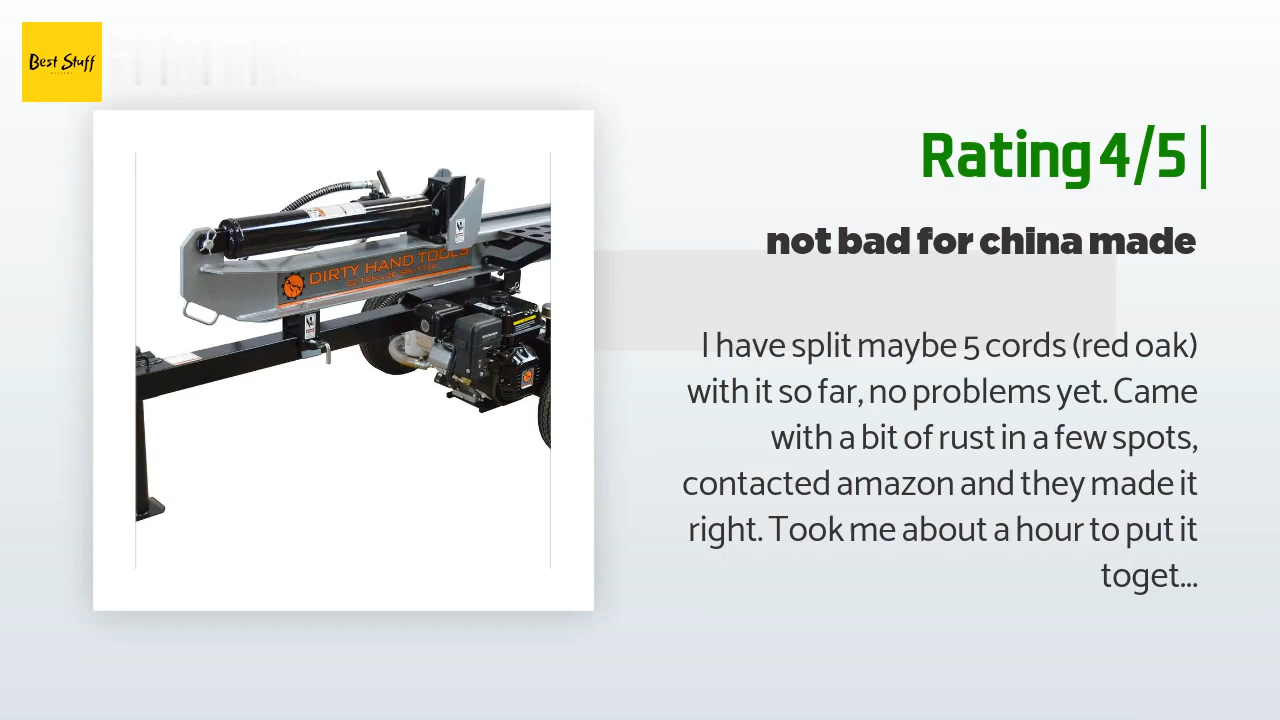 Best Stuff
Rating 4/5
not bad for china made
I have split maybe 5 cords (red oak)
with it so far, no problems yet. Came
with a bit of rust in a few spots,
contacted amazon and they made it
right. Took me about a hour to put it
toget...
DIRTY HAND TOOLS